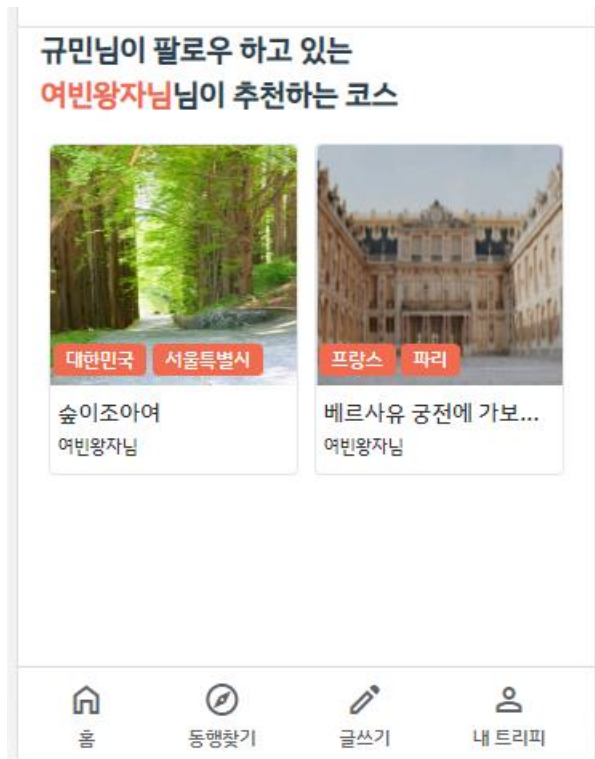 규민님이 팔로우 하고 있는
여빈왕자님님이 추천하는 코스
대한민국 서울특별시
프랑스 파리
숲이조아여
여빈왕자님
베르사유 궁전에 가보...
여빈왕자님
홈
동행찾기
글쓰기
내 트리피